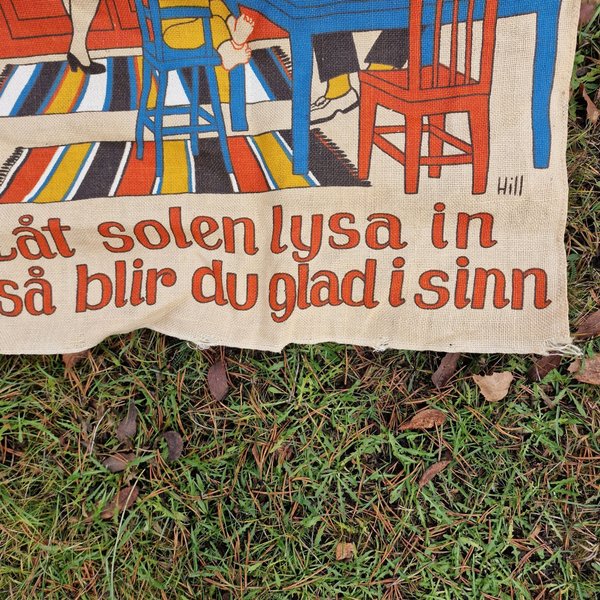 Hill
Låt solen lysa in
så blir du glad i sinn